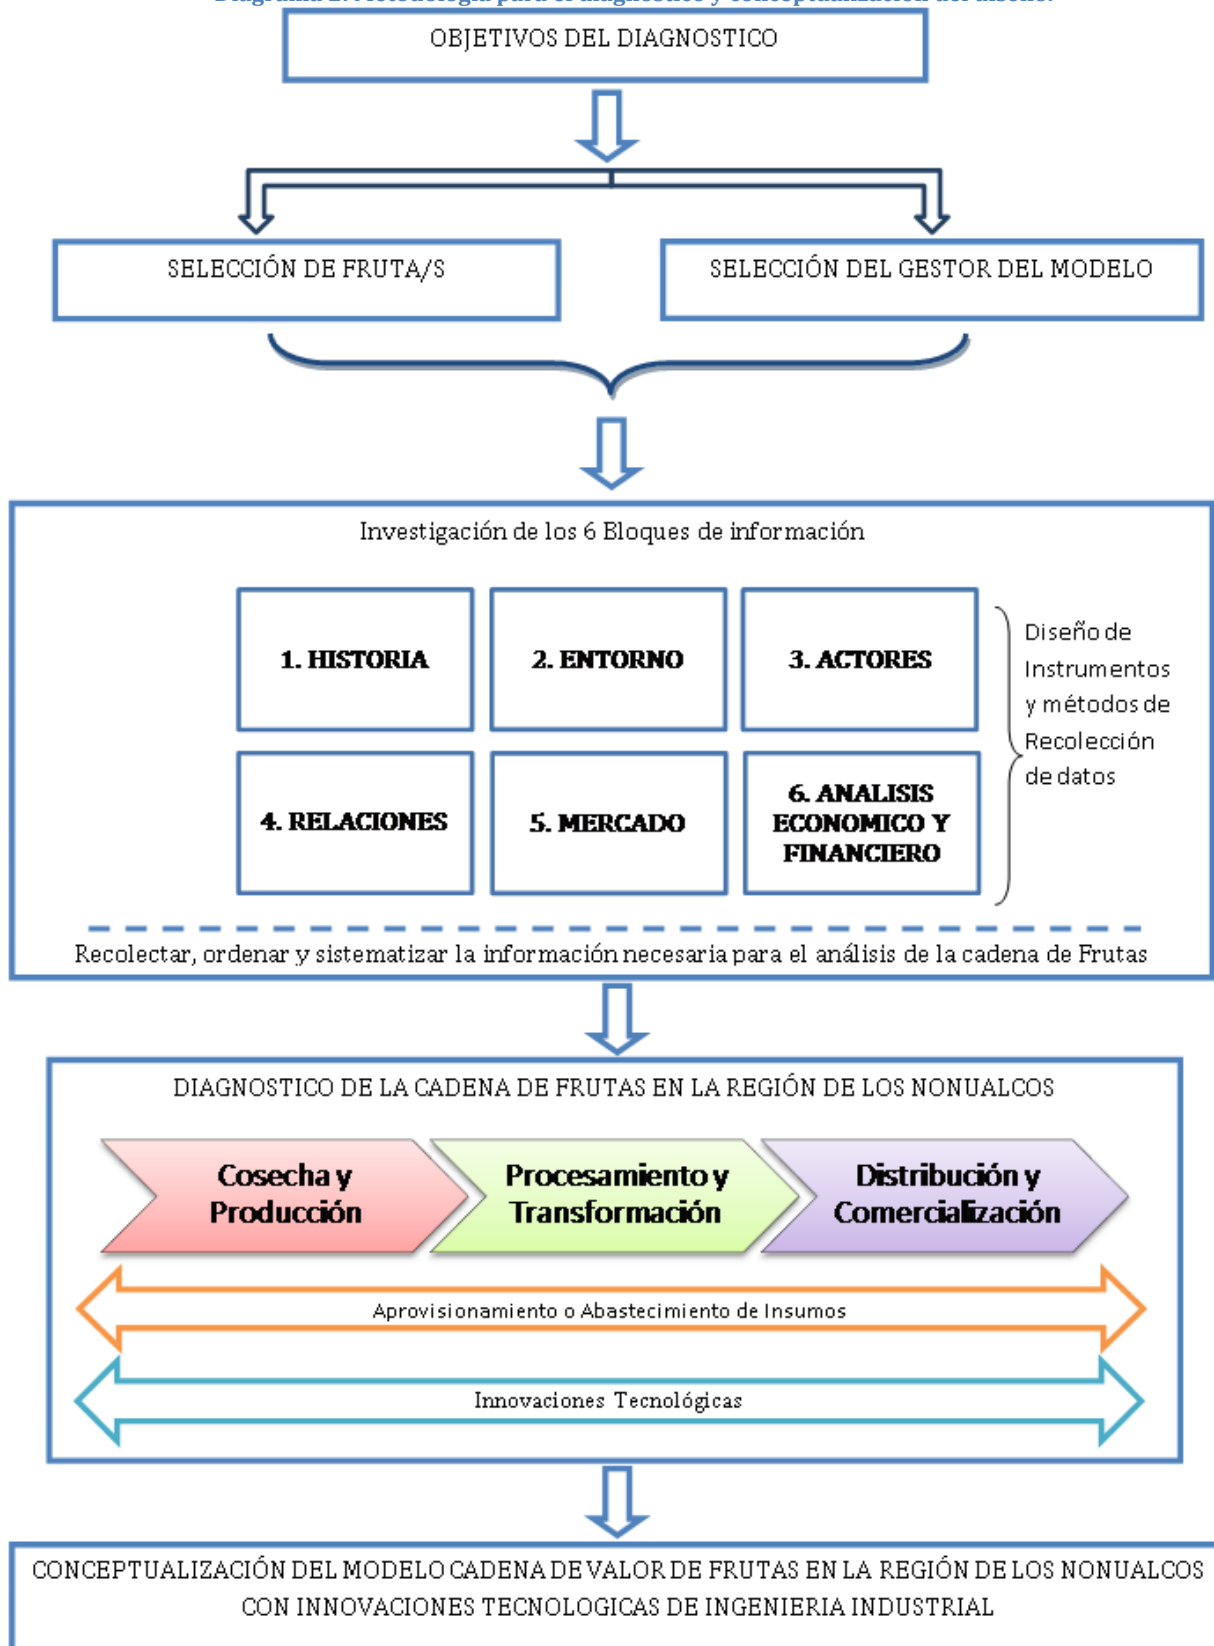 OBJETIVOS DEL DIAGNOSTICO
SELECCIÓN DE FRUTA/S
SELECCIÓN DEL GESTOR DEL MODELO
Investigación de los 6 Bloques de información
1. HISTORIA
2. ENTORNO
3. ACTORES
4. RELACIONES
5. MERCADO
6. ANALISIS
ECONOMICO Y
FINANCIERO
Diseño de
Instrumentos
y métodos de
Recolección
de datos
Recolectar, ordenar y sistematizar la información necesaria para el análisis de la cadena de Frutas
DIAGNOSTICO DE LA CADENA DE FRUTAS EN LA REGIÓN DE LOS NONUALCOS
Cosecha y
Producción
Procesamiento y
Transformación
Distribución y
Comercialización
Aprovisionamiento o Abastecimiento de Insumos
Innovaciones Tecnológicas
CONCEPTUALIZACIÓN DEL MODELO CADENA DE VALOR DE FRUTAS EN LA REGIÓN DE LOS NONUALCOS
CON INNOVACIONES TECNOLOGICAS DE INGENIERIA INDUSTRIAL